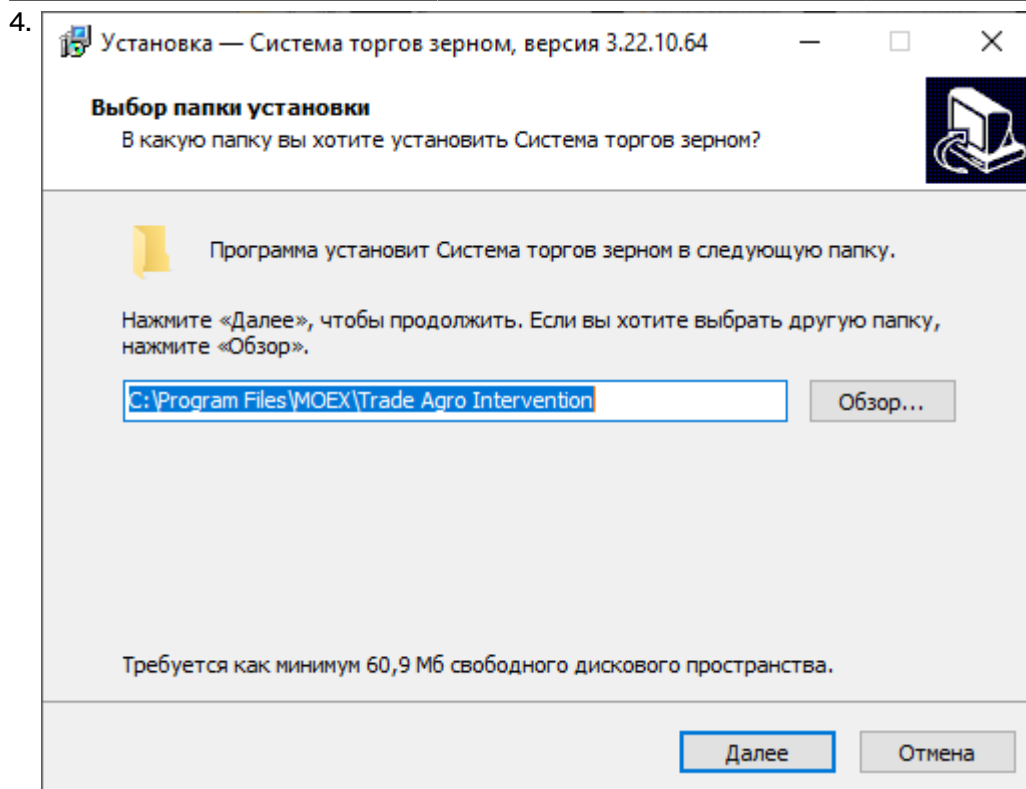 4.
Установка — Система торгов зерном, версия 3.22.10.64
Выбор папки установки
В какую папку вы хотите установить Система торгов зерном?
Программа установит Система торгов зерном в следующую папку.
Нажмите «Далее», чтобы продолжить. Если вы хотите выбрать другую папку,
нажмите «Обзор».
C:\Program Files\MOEX\Trade Agro Intervention
Обзор...
Требуется как минимум 60,9 Мб свободного дискового пространства.
Далее
Отмена